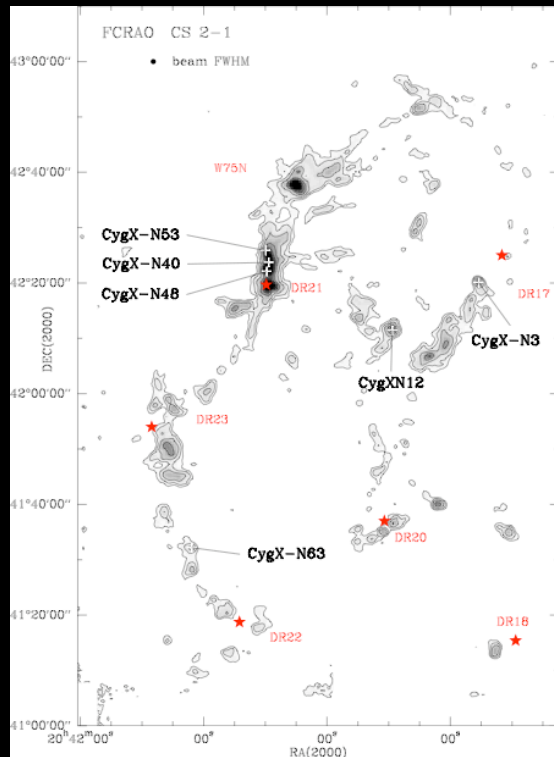 FCRAO CS 2-1
beam FWHM
43°00'00''
W75N
42°40'00''
CygX-N53
CygX-N40
CygX-N48
42°20'00''
DR21
DR17
CygX-N3
CygXN12
DEC(2000)
42°00'00''
DR23
41°40'00''
DR20
CygX-N63
41°20'00''
DR22
DR18
41°00'00''
20ʰ42ᵐ00ˢ
00ˢ
00ˢ
00ˢ
RA(2000)